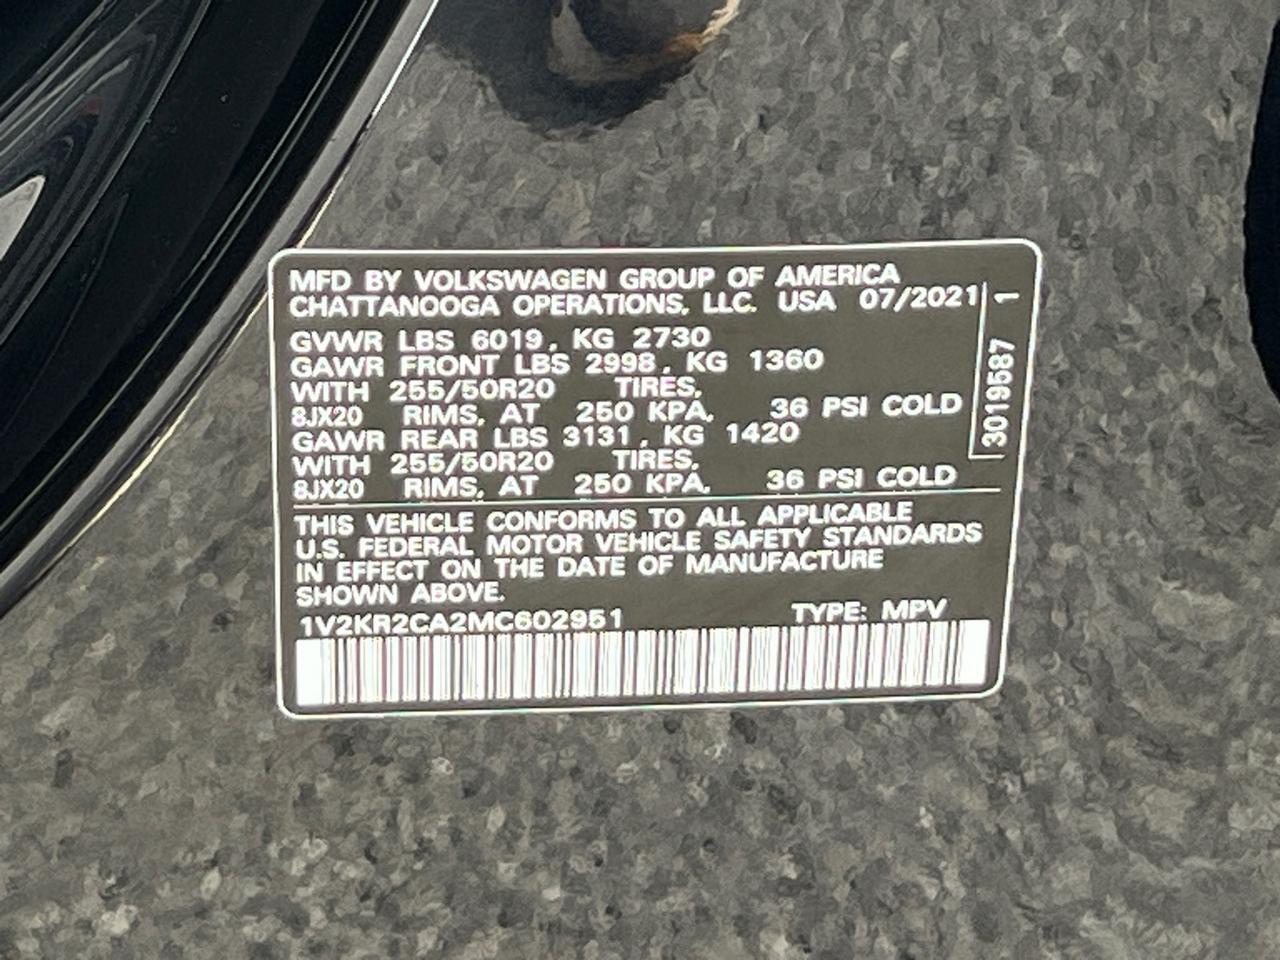 MFD BY VOLKSWAGEN GROUP OF AMERICA
CHATTANOOGA OPERATIONS, LLC. USA 07/2021
GVWR LBS 6019, KG 2730
GAWR FRONT LBS 2998, KG 1360
WITH 255/50R20 TIRES,
8JX20 RIMS, AT 250 KPA, 36 PSI COLD
GAWR REAR LBS 3131, KG 1420
WITH 255/50R20 TIRES,
8JX20 RIMS, AT 250 KPA, 36 PSI COLD
THIS VEHICLE CONFORMS TO ALL APPLICABLE
U.S. FEDERAL MOTOR VEHICLE SAFETY STANDARDS
IN EFFECT ON THE DATE OF MANUFACTURE
SHOWN ABOVE.
1V2KR2CA2MC602951 TYPE: MPV
3019587 1